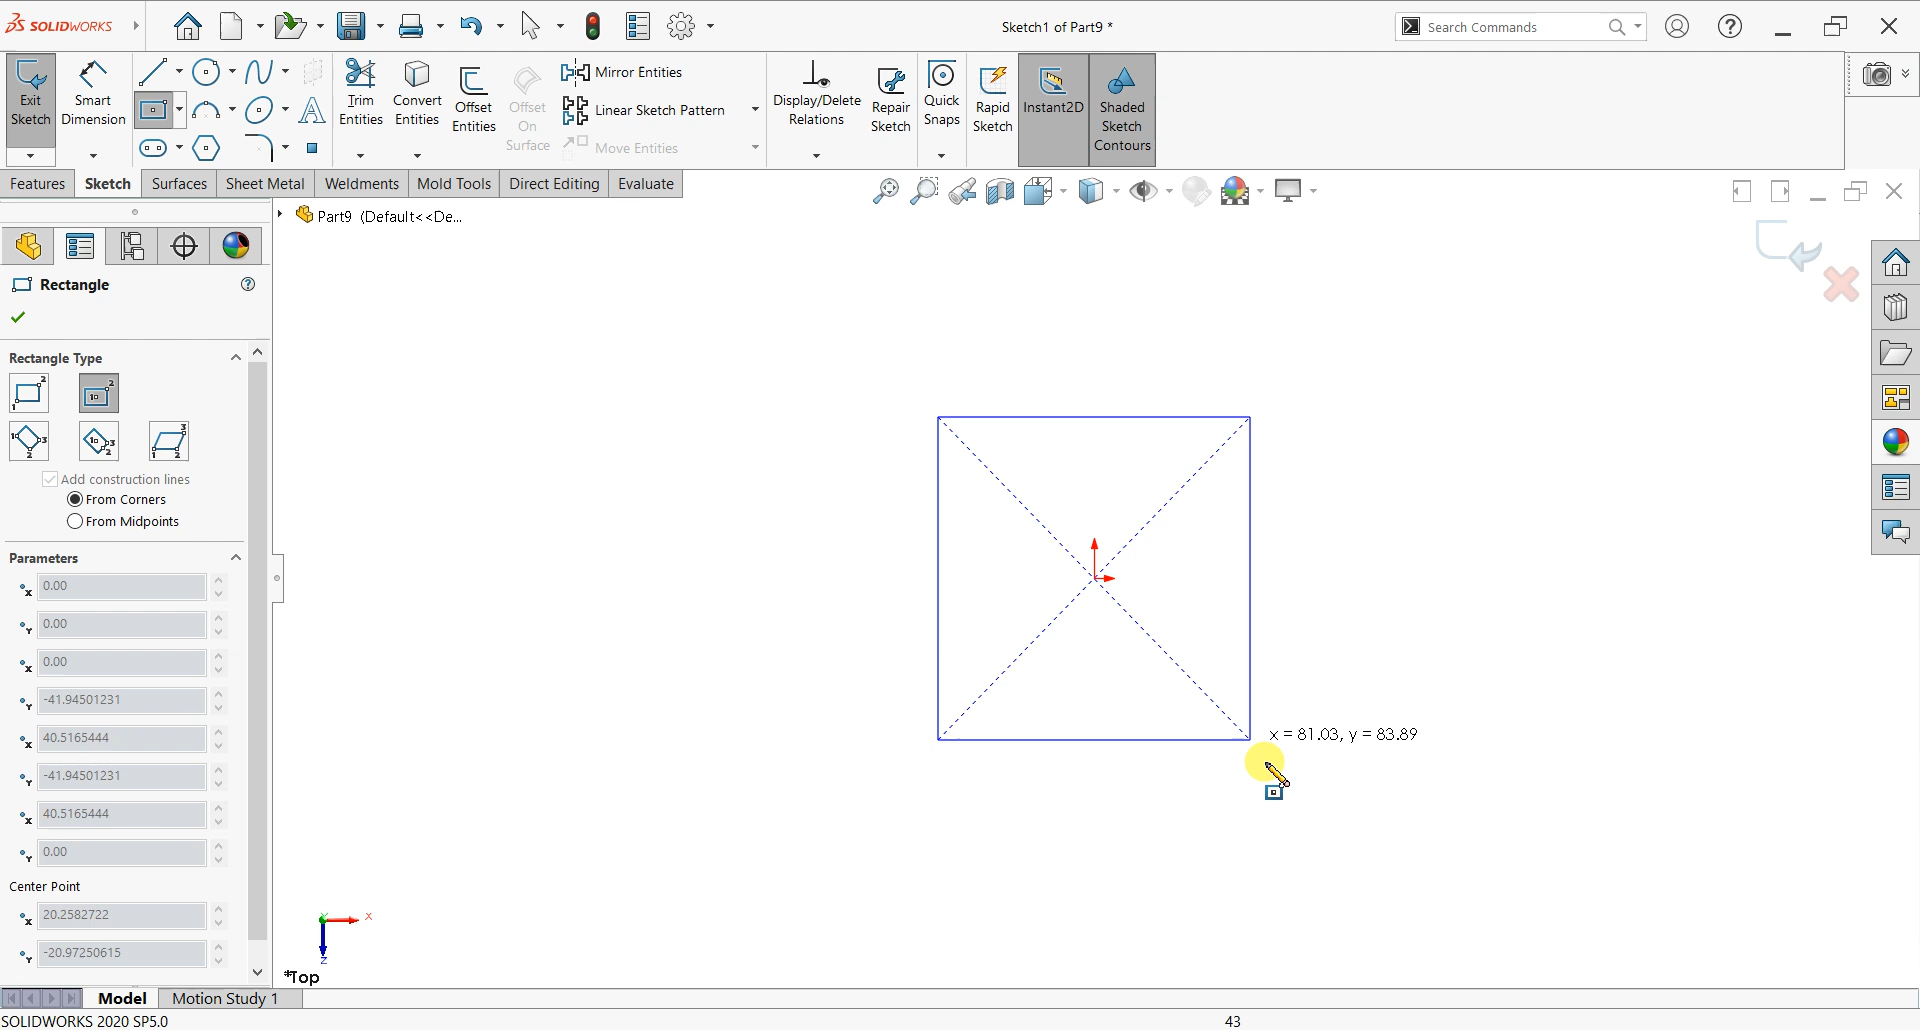 SOLIDWORKS
Sketch1 of Part9 *
Search Commands
Exit Sketch
Smart Dimension
Trim Entities
Convert Entities
Offset Entities
Offset On Surface
Mirror Entities
Linear Sketch Pattern
Move Entities
Display/Delete Relations
Repair Sketch
Quick Snaps
Rapid Sketch
Instant2D
Shaded Sketch Contours
Features
Sketch
Surfaces
Sheet Metal
Weldments
Mold Tools
Direct Editing
Evaluate
Part9 (Default<<De...
Rectangle
Rectangle Type
Add construction lines
From Corners
From Midpoints
Parameters
0.00
0.00
0.00
-41.94501231
40.5165444
-41.94501231
40.5165444
0.00
Center Point
20.2582722
-20.97250615
x = 81.03, y = 83.89
X
Z
*Top
Model
Motion Study 1
SOLIDWORKS 2020 SP5.0
43